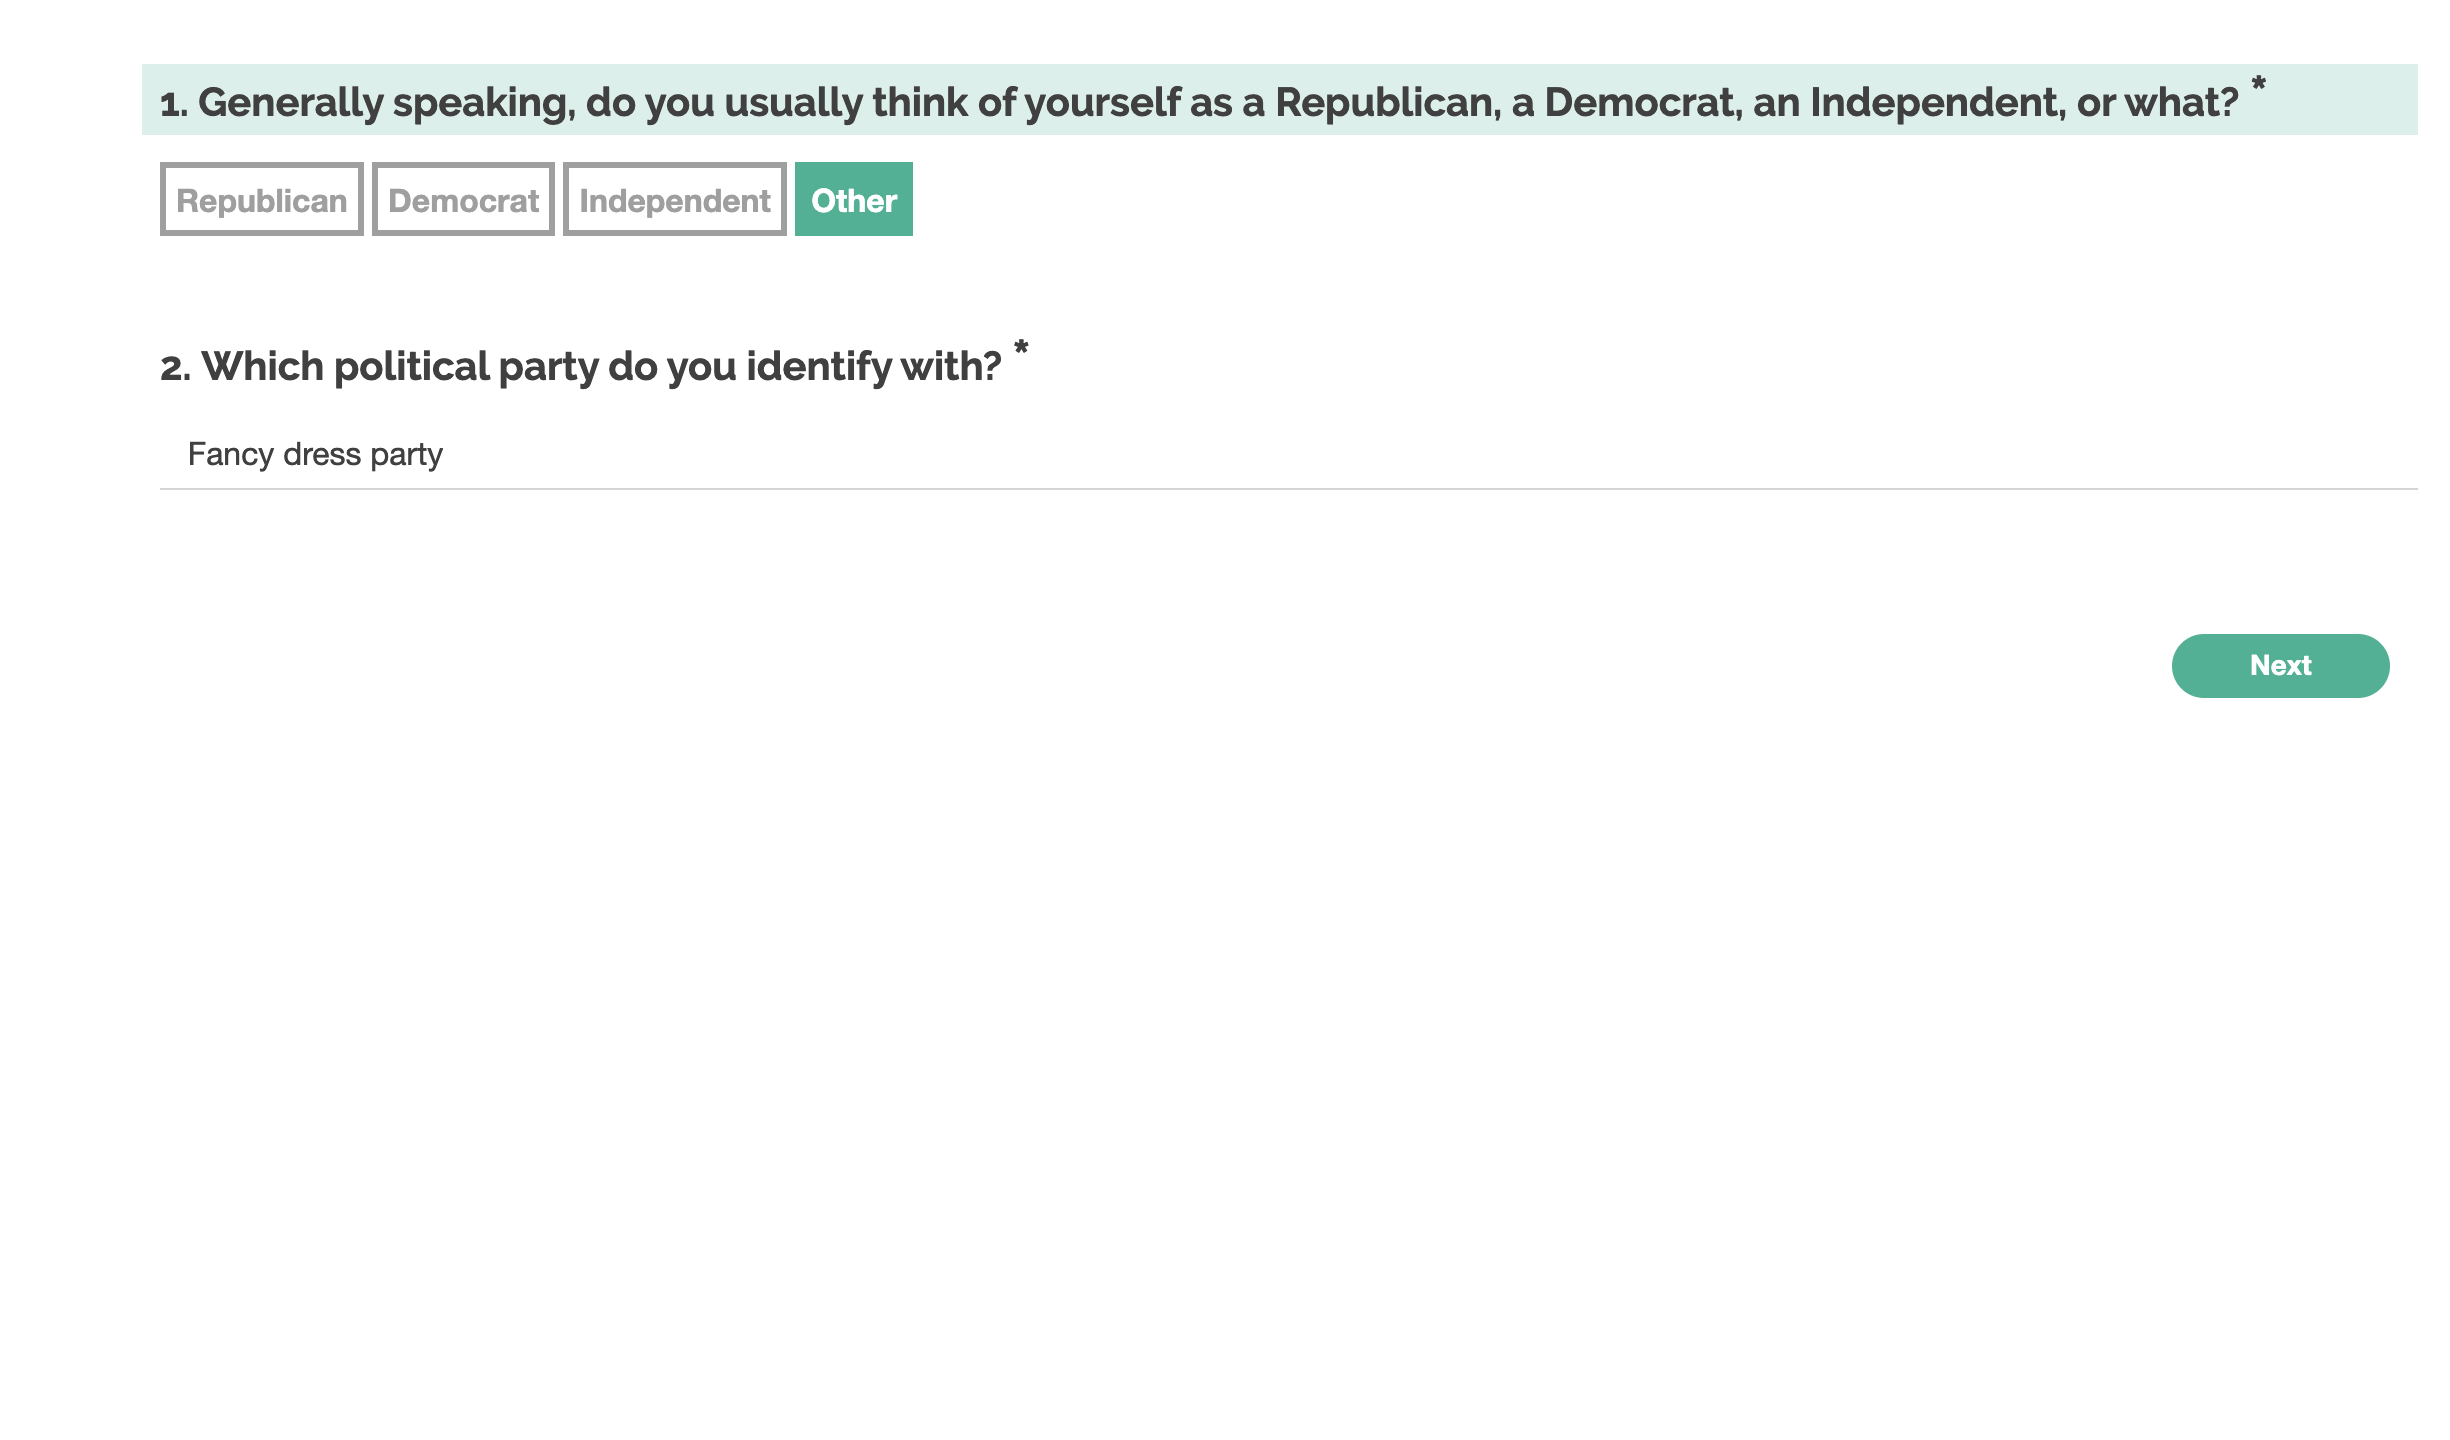 1. Generally speaking, do you usually think of yourself as a Republican, a Democrat, an Independent, or what? *
Republican Democrat Independent Other
2. Which political party do you identify with? *
Fancy dress party
Next